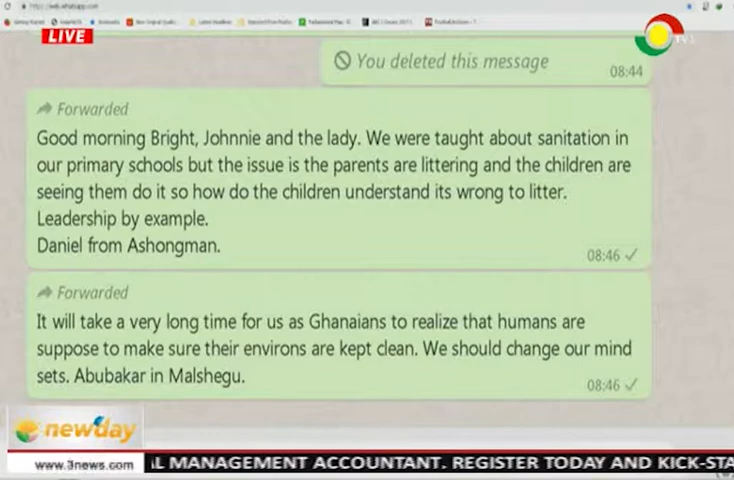 https://web.whatsapp.com
LIVE
You deleted this message
08:44
Forwarded
Good morning Bright, Johnnie and the lady. We were taught about sanitation in
our primary schools but the issue is the parents are littering and the children are
seeing them do it so how do the children understand its wrong to litter.
Leadership by example.
Daniel from Ashongman.
08:46
Forwarded
It will take a very long time for us as Ghanaians to realize that humans are
suppose to make sure their environs are kept clean. We should change our mind
sets. Abubakar in Malshegu.
08:46
newday
www.3news.com
L MANAGEMENT ACCOUNTANT. REGISTER TODAY AND KICK-STA